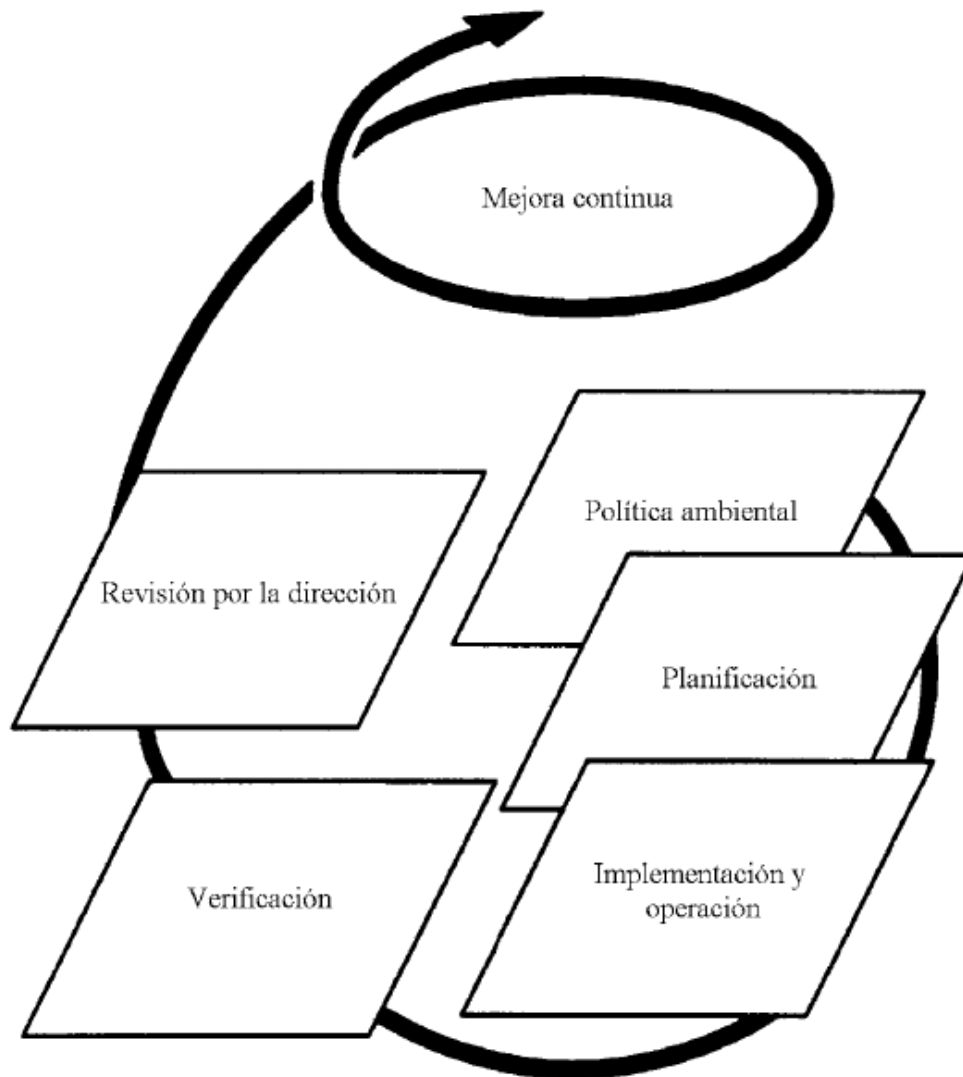 Mejora continua
Política ambiental
Revisión por la dirección
Planificación
Implementación y
operación
Verificación